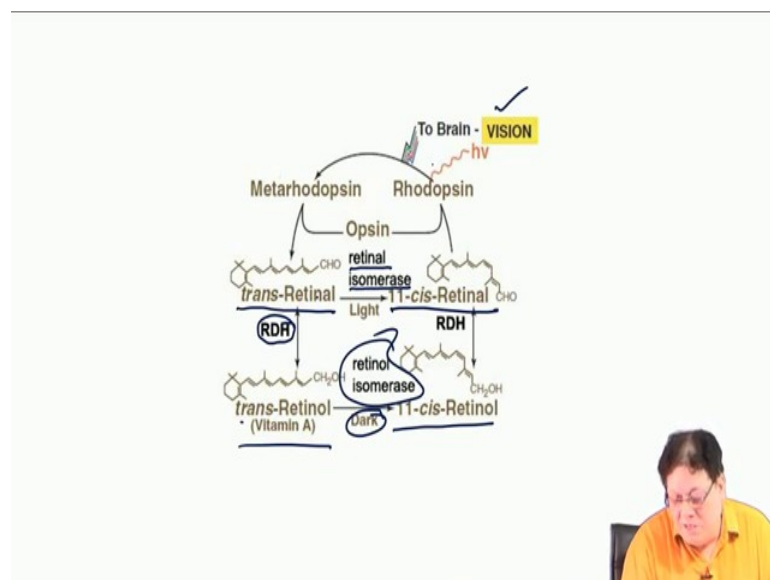 To Brain - VISION
hν
Metarhodopsin Rhodopsin
Opsin
CHO
retinal
isomerase
trans-Retinal 11-cis-Retinal CHO
Light
RDH RDH
retinol
isomerase
CH₂OH
CH₂OH
trans-Retinol 11-cis-Retinol
(Vitamin A) Dark